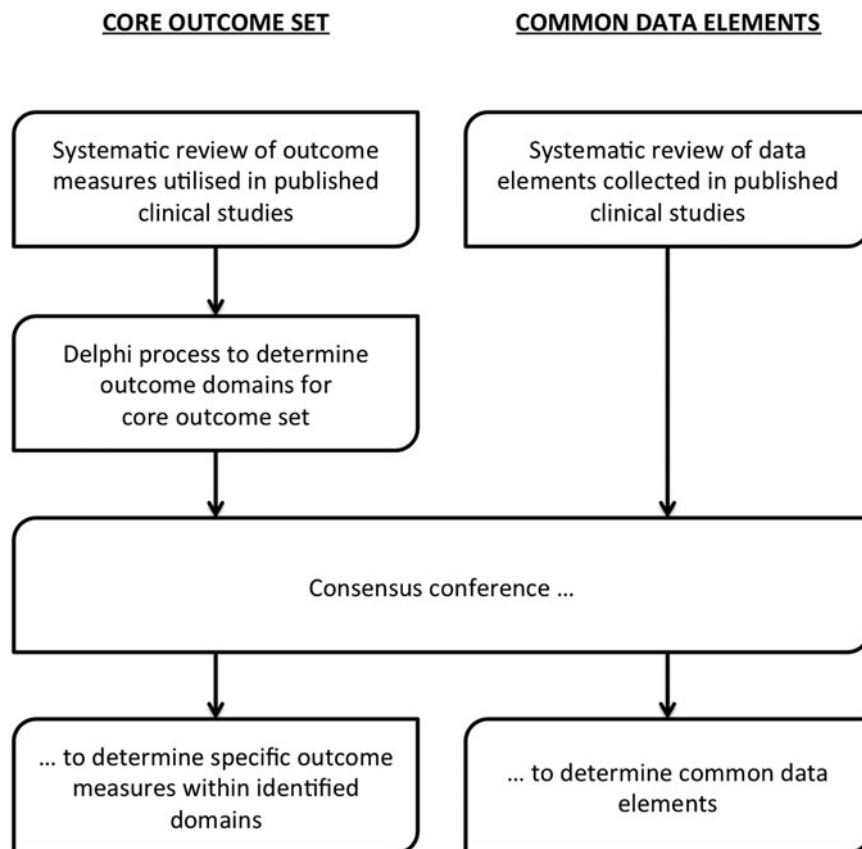 CORE OUTCOME SET
COMMON DATA ELEMENTS
Systematic review of outcome
measures utilised in published
clinical studies
Systematic review of data
elements collected in published
clinical studies
Delphi process to determine
outcome domains for
core outcome set
Consensus conference …
… to determine specific outcome
measures within identified
domains
… to determine common data
elements